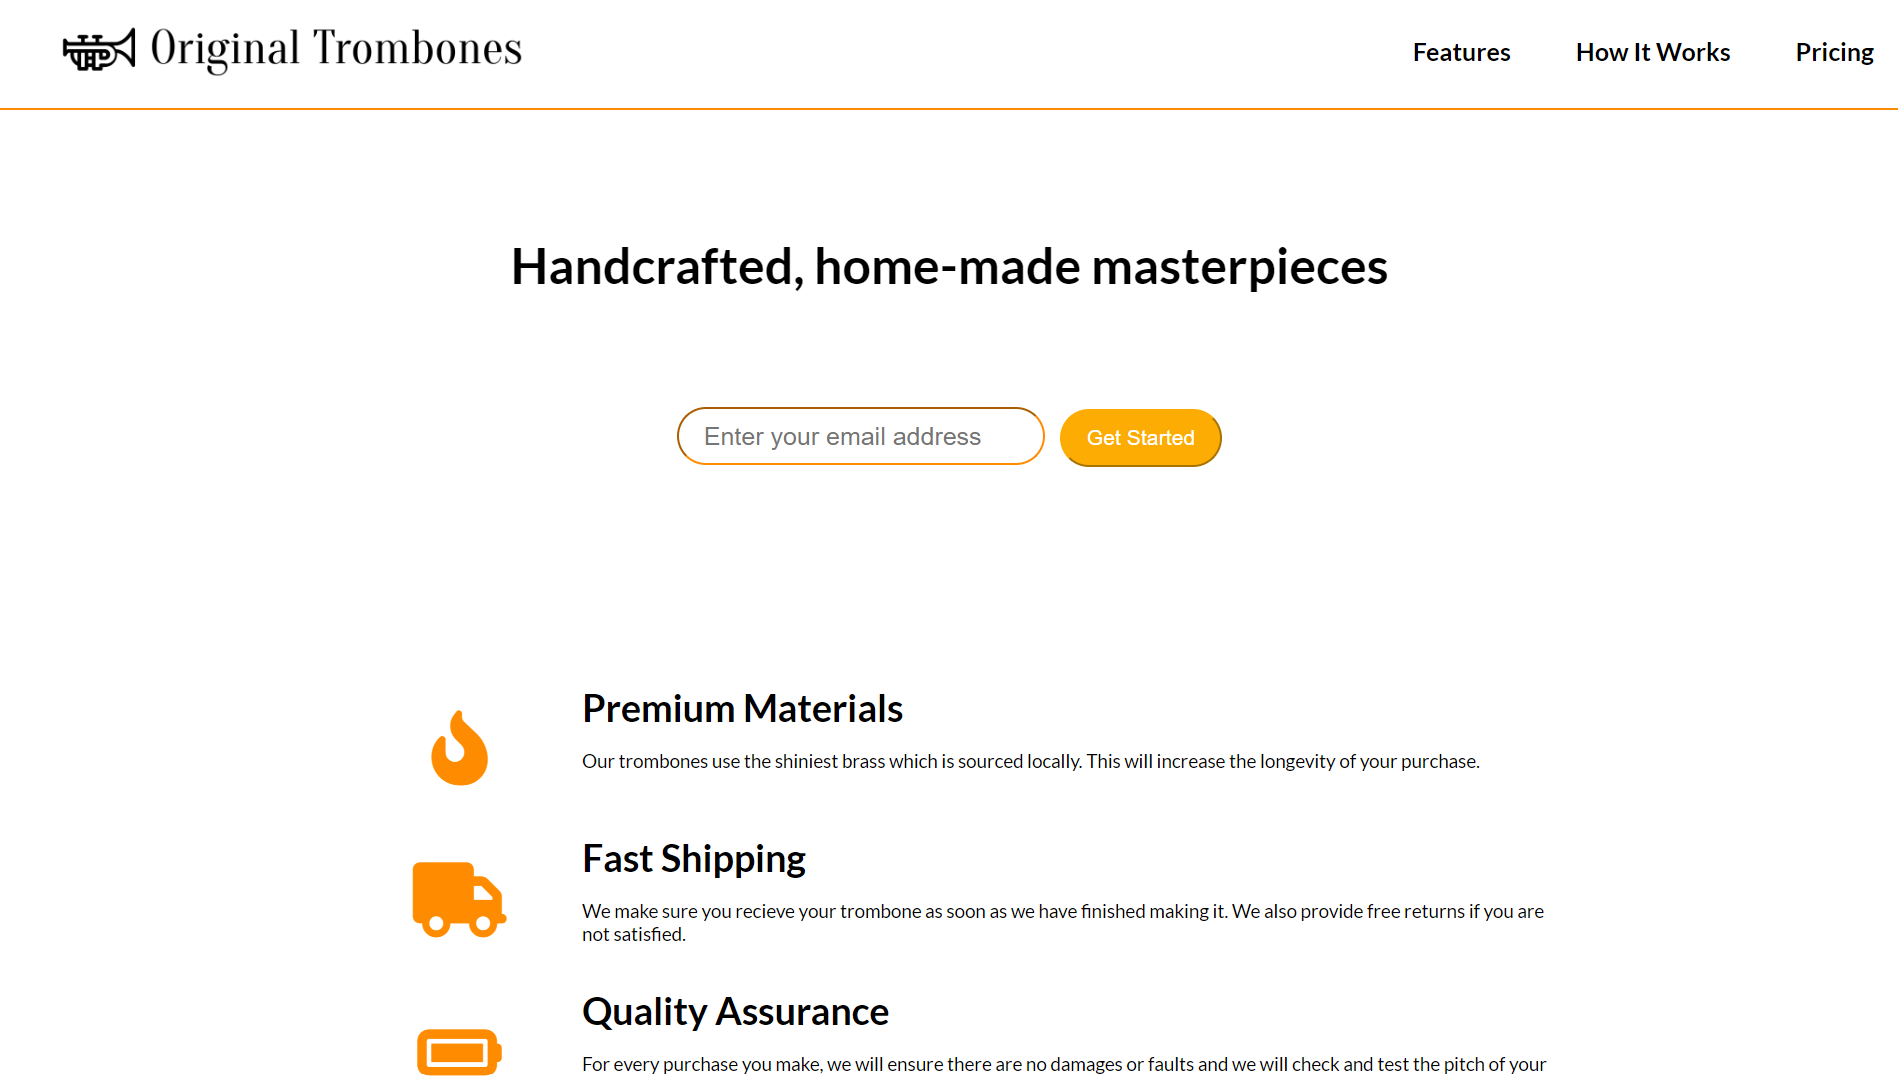 Original Trombones
Features
How It Works
Pricing
Handcrafted, home-made masterpieces
Enter your email address
Get Started
Premium Materials
Our trombones use the shiniest brass which is sourced locally. This will increase the longevity of your purchase.
Fast Shipping
We make sure you recieve your trombone as soon as we have finished making it. We also provide free returns if you are
not satisfied.
Quality Assurance
For every purchase you make, we will ensure there are no damages or faults and we will check and test the pitch of your